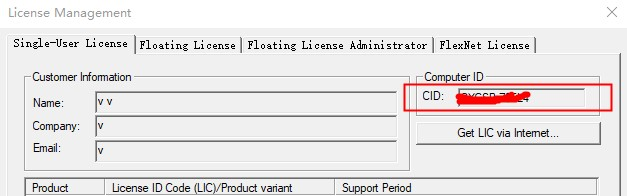 License Management
Single-User License
Floating License
Floating License Administrator
FlexNet License
Customer Information
Name: v v
Company: v
Email: v
Computer ID
CID:
Get LIC via Internet...
Product
License ID Code (LIC)/Product variant
Support Period